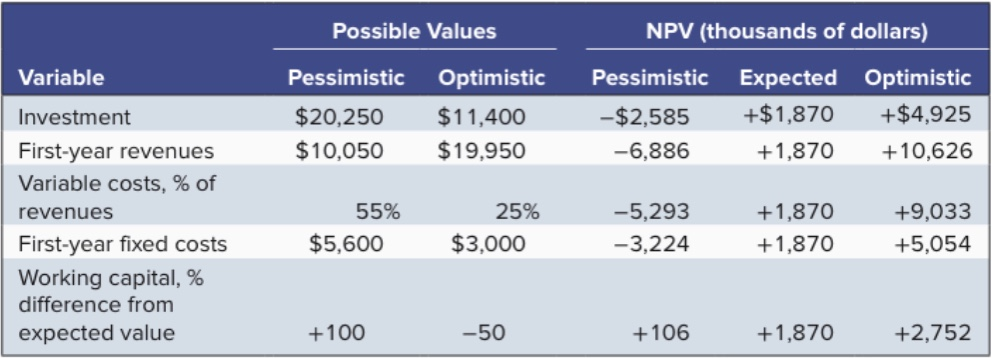 Possible Values NPV (thousands of dollars)
Variable Pessimistic Optimistic Pessimistic Expected Optimistic
Investment $20,250 $11,400 −$2,585 +$1,870 +$4,925
First-year revenues $10,050 $19,950 −6,886 +1,870 +10,626
Variable costs, % of
revenues 55% 25% −5,293 +1,870 +9,033
First-year fixed costs $5,600 $3,000 −3,224 +1,870 +5,054
Working capital, %
difference from
expected value +100 −50 +106 +1,870 +2,752